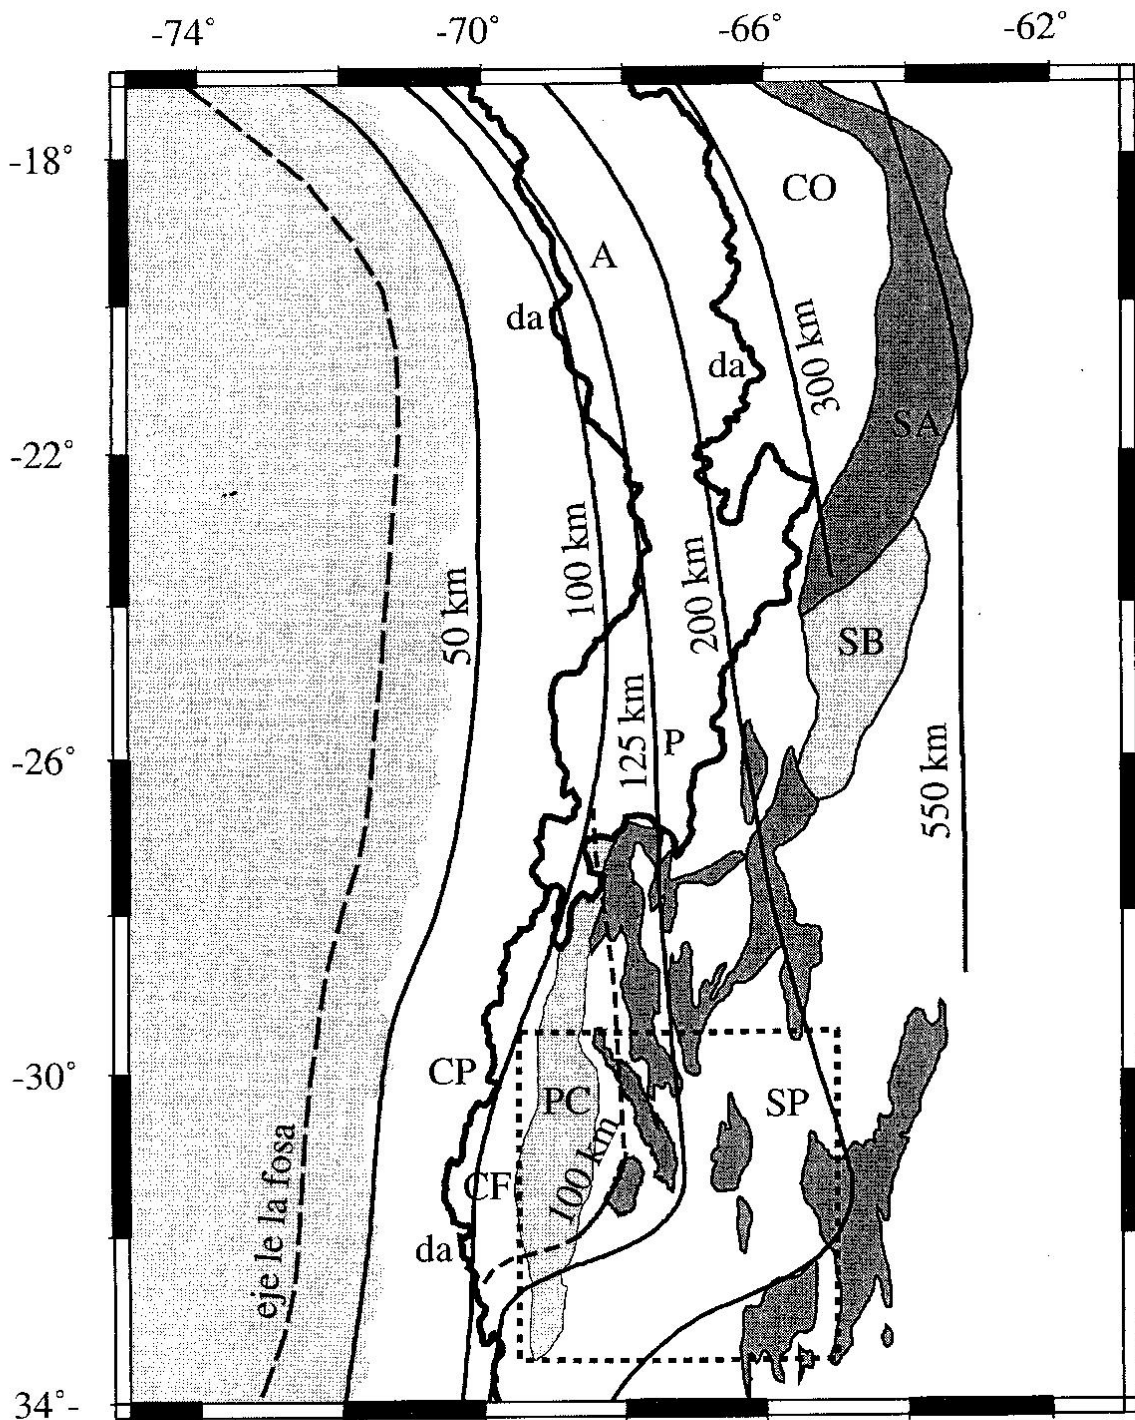 -74° -70° -66° -62°
-18°
CO
A
da
da
300 km
SA
-22°
100 km
200 km
50 km
SB
125 km
P
-26°
550 km
-30°
CP
PC
SP
100 km
CF
eje le la fosa
da
34°-